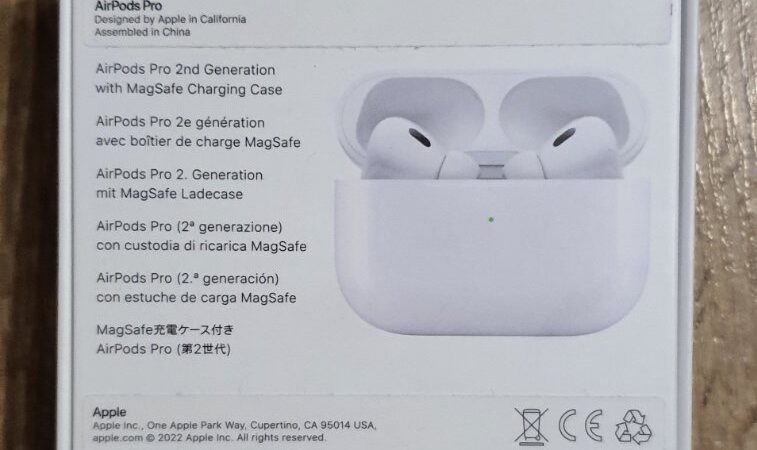 AirPods Pro
Designed by Apple in California
Assembled in China
AirPods Pro 2nd Generation
with MagSafe Charging Case
AirPods Pro 2e génération
avec boîtier de charge MagSafe
AirPods Pro 2. Generation
mit MagSafe Ladecase
AirPods Pro (2ª generazione)
con custodia di ricarica MagSafe
AirPods Pro (2.ª generación)
con estuche de carga MagSafe
MagSafe充電ケース付き
AirPods Pro (第2世代)
Apple
Apple Inc., One Apple Park Way, Cupertino, CA 95014 USA,
apple.com © 2022 Apple Inc. All rights reserved.
CE